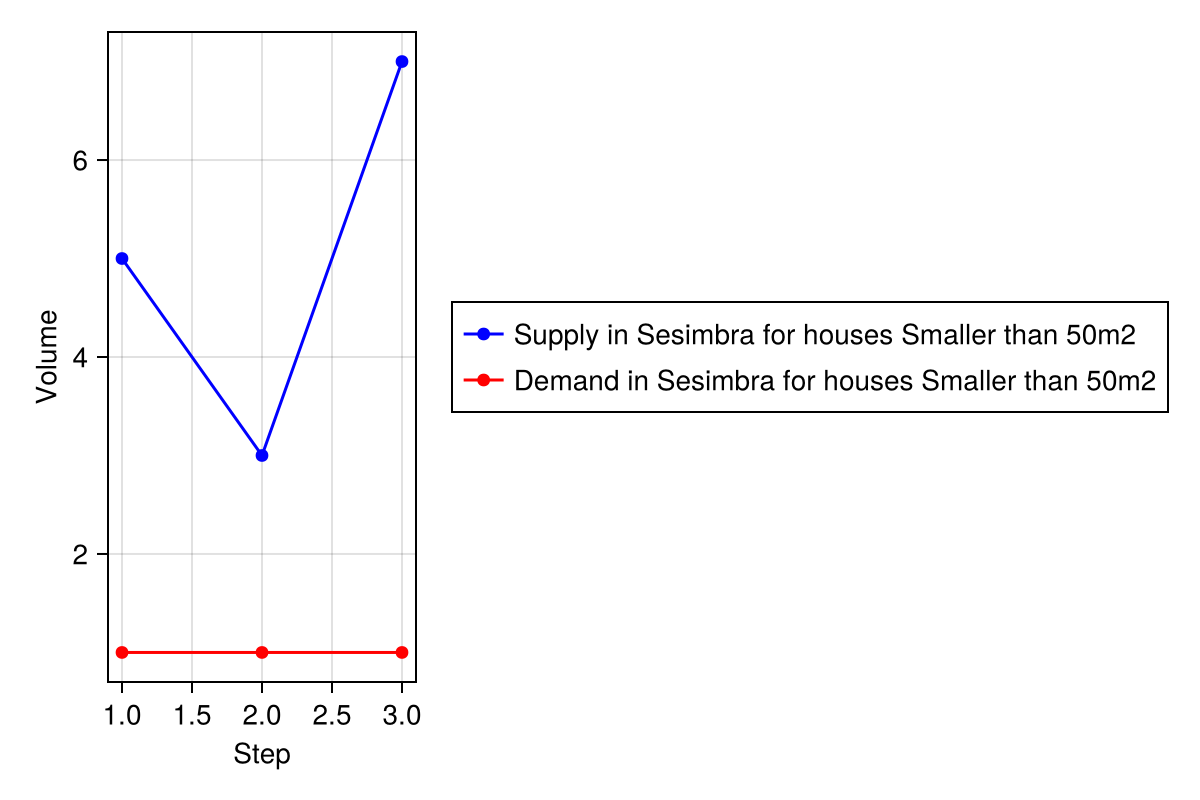 Volume
6
4
2
1.0 1.5 2.0 2.5 3.0
Step
Supply in Sesimbra for houses Smaller than 50m2
Demand in Sesimbra for houses Smaller than 50m2